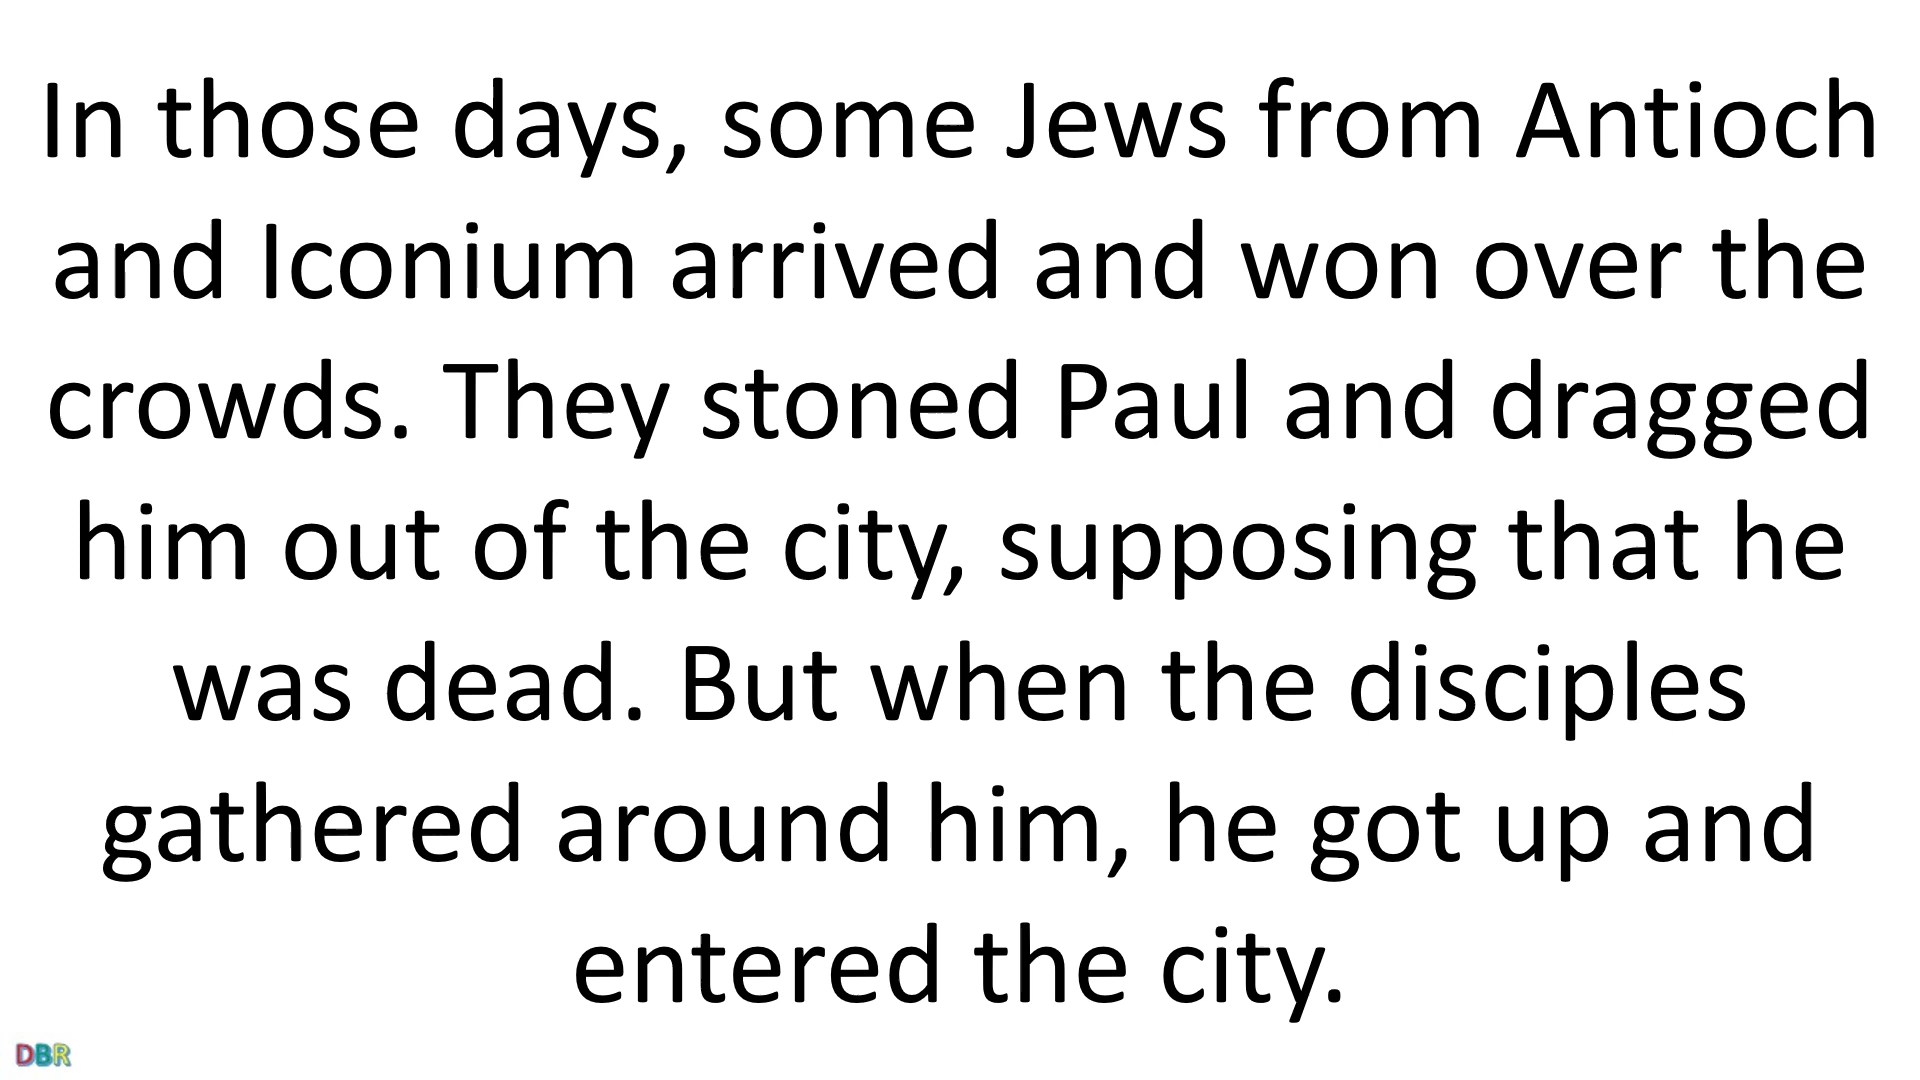 In those days, some Jews from Antioch
and Iconium arrived and won over the
crowds. They stoned Paul and dragged
him out of the city, supposing that he
was dead. But when the disciples
gathered around him, he got up and
entered the city.
DBR